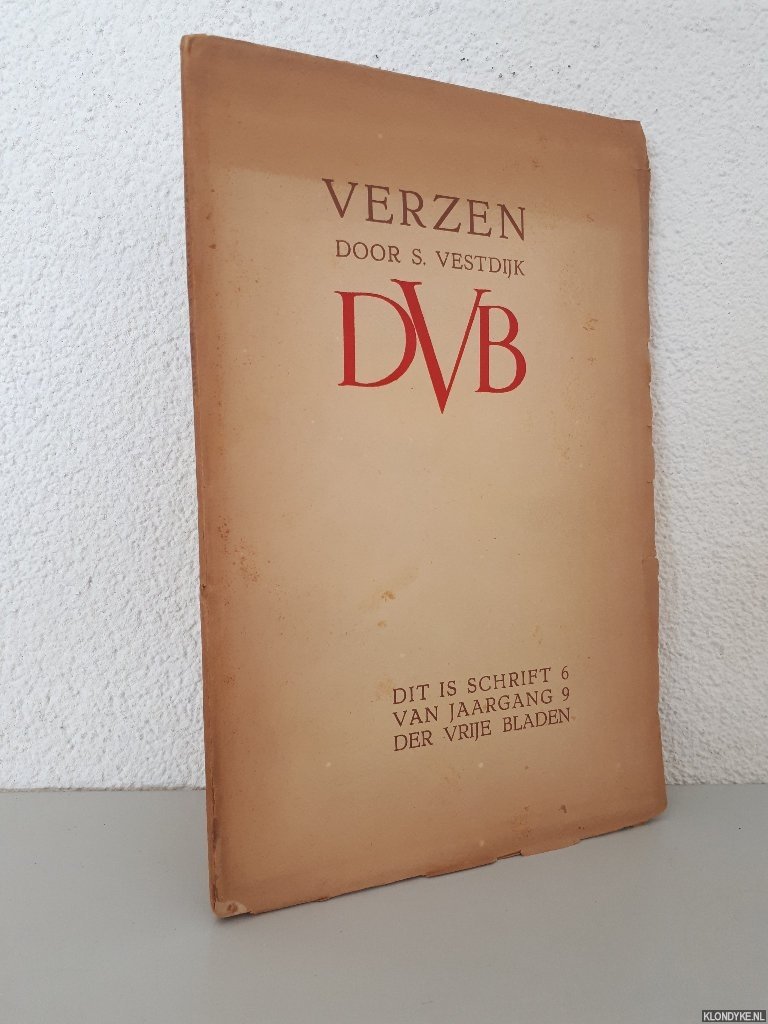 VERZEN
DOOR S. VESTDIJK
DVB
DIT IS SCHRIFT 6
VAN JAARGANG 9
DER VRIJE BLADEN
KLONDYKE.NL